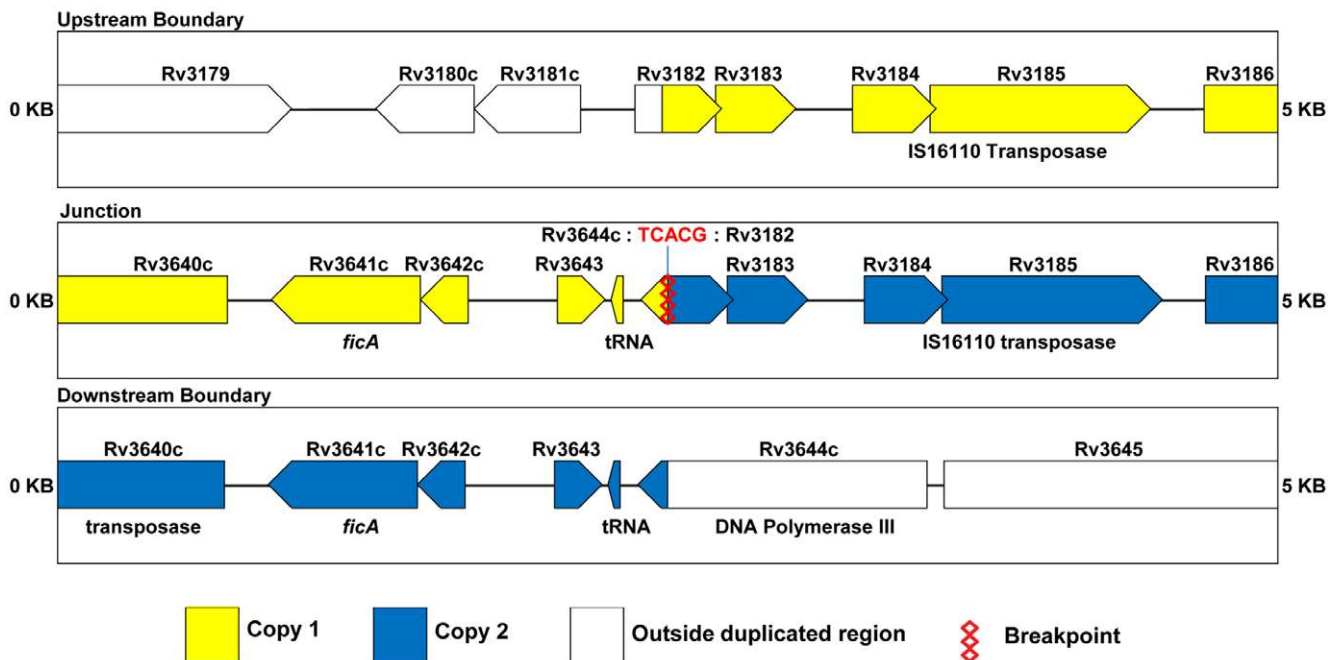 Upstream Boundary
Rv3179 Rv3180c Rv3181c Rv3182 Rv3183 Rv3184 Rv3185 Rv3186
0 KB 5 KB
IS16110 Transposase
Junction
Rv3644c : TCACG : Rv3182
Rv3640c Rv3641c Rv3642c Rv3643 Rv3183 Rv3184 Rv3185 Rv3186
0 KB 5 KB
ficA tRNA IS16110 transposase
Downstream Boundary
Rv3640c Rv3641c Rv3642c Rv3643 Rv3644c Rv3645
0 KB 5 KB
transposase ficA tRNA DNA Polymerase III
Copy 1 Copy 2 Outside duplicated region Breakpoint